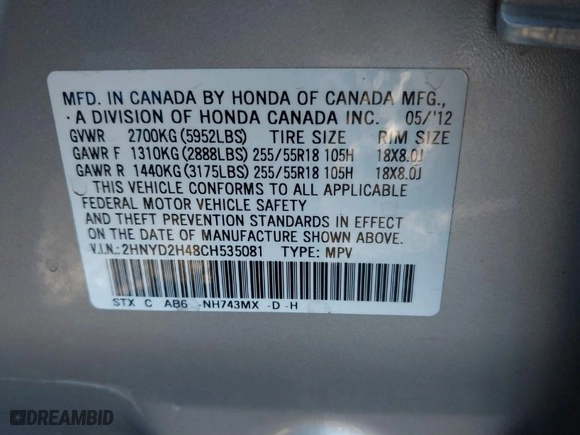 MFD. IN CANADA BY HONDA OF CANADA MFG.,
A DIVISION OF HONDA CANADA INC. 05/'12
GVWR 2700KG(5952LBS) TIRE SIZE RIM SIZE
GAWR F 1310KG(2888LBS) 255/55R18 105H 18X8.0J
GAWR R 1440KG(3175LBS) 255/55R18 105H 18X8.0J
THIS VEHICLE CONFORMS TO ALL APPLICABLE
FEDERAL MOTOR VEHICLE SAFETY
AND THEFT PREVENTION STANDARDS IN EFFECT
ON THE DATE OF MANUFACTURE SHOWN ABOVE.
V.I.N.:2HNYD2H48CH535081 TYPE: MPV
STX C AB6 -NH743MX -D -H
DREAMBID